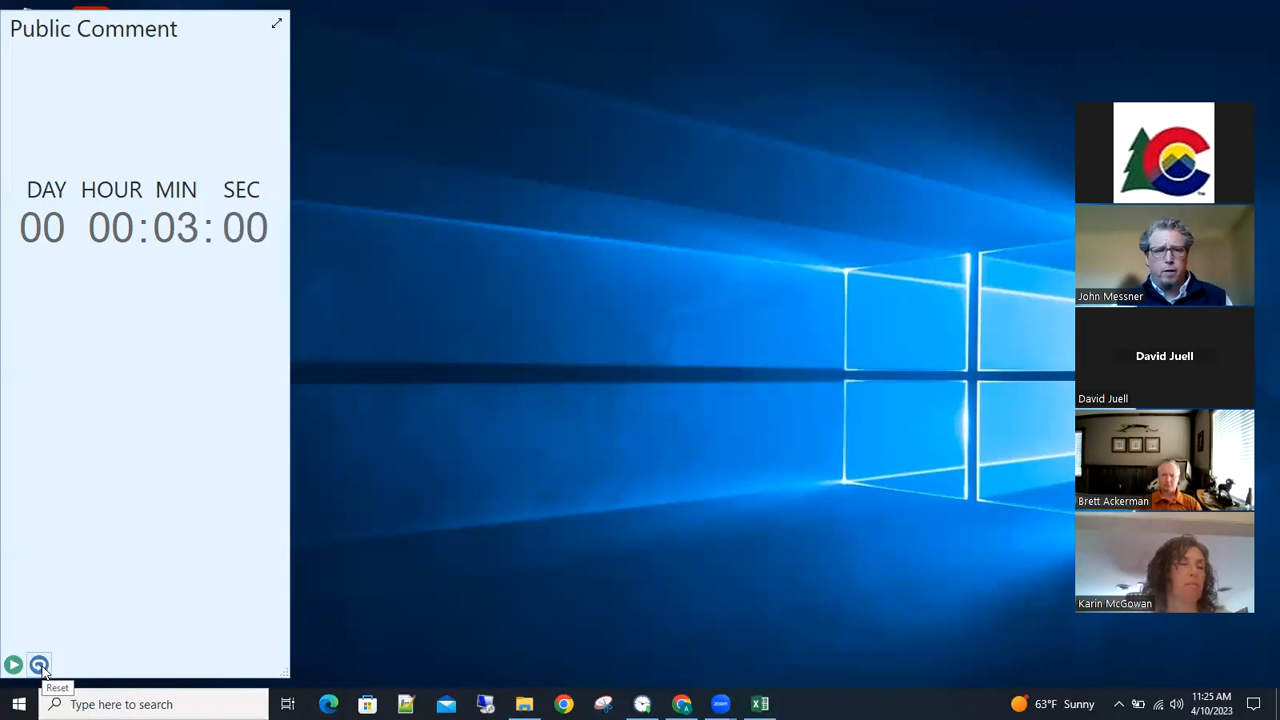 Public Comment
DAY HOUR MIN SEC
00 00:03:00
Reset
John Messner
David Juell
David Juell
Brett Ackerman
Karin McGowan
Type here to search
zoom
63°F Sunny
11:25 AM
4/10/2023